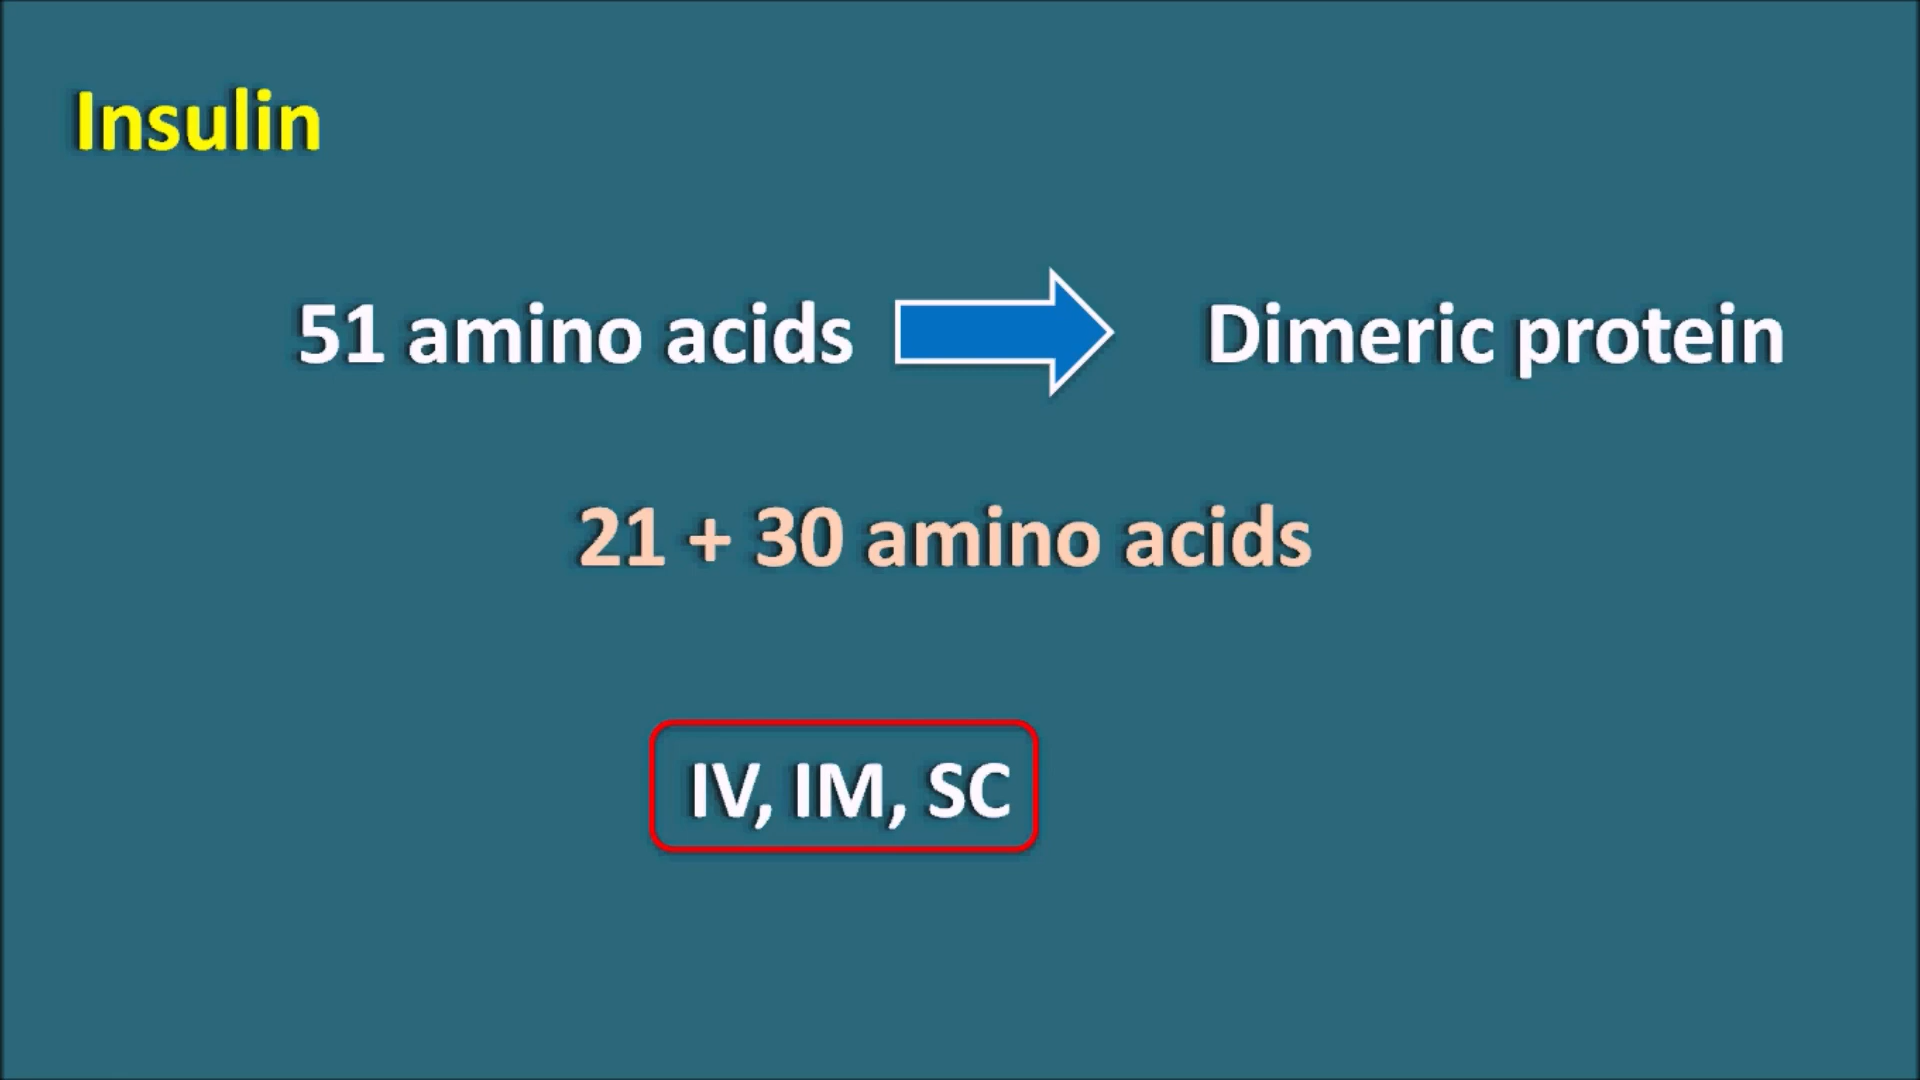 Insulin
51 amino acids Dimeric protein
21 + 30 amino acids
IV, IM, SC